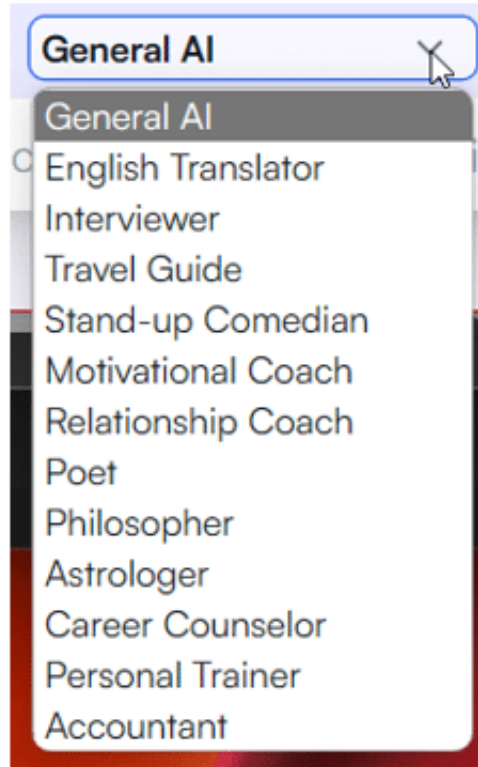 General AI
General AI
English Translator
Interviewer
Travel Guide
Stand-up Comedian
Motivational Coach
Relationship Coach
Poet
Philosopher
Astrologer
Career Counselor
Personal Trainer
Accountant